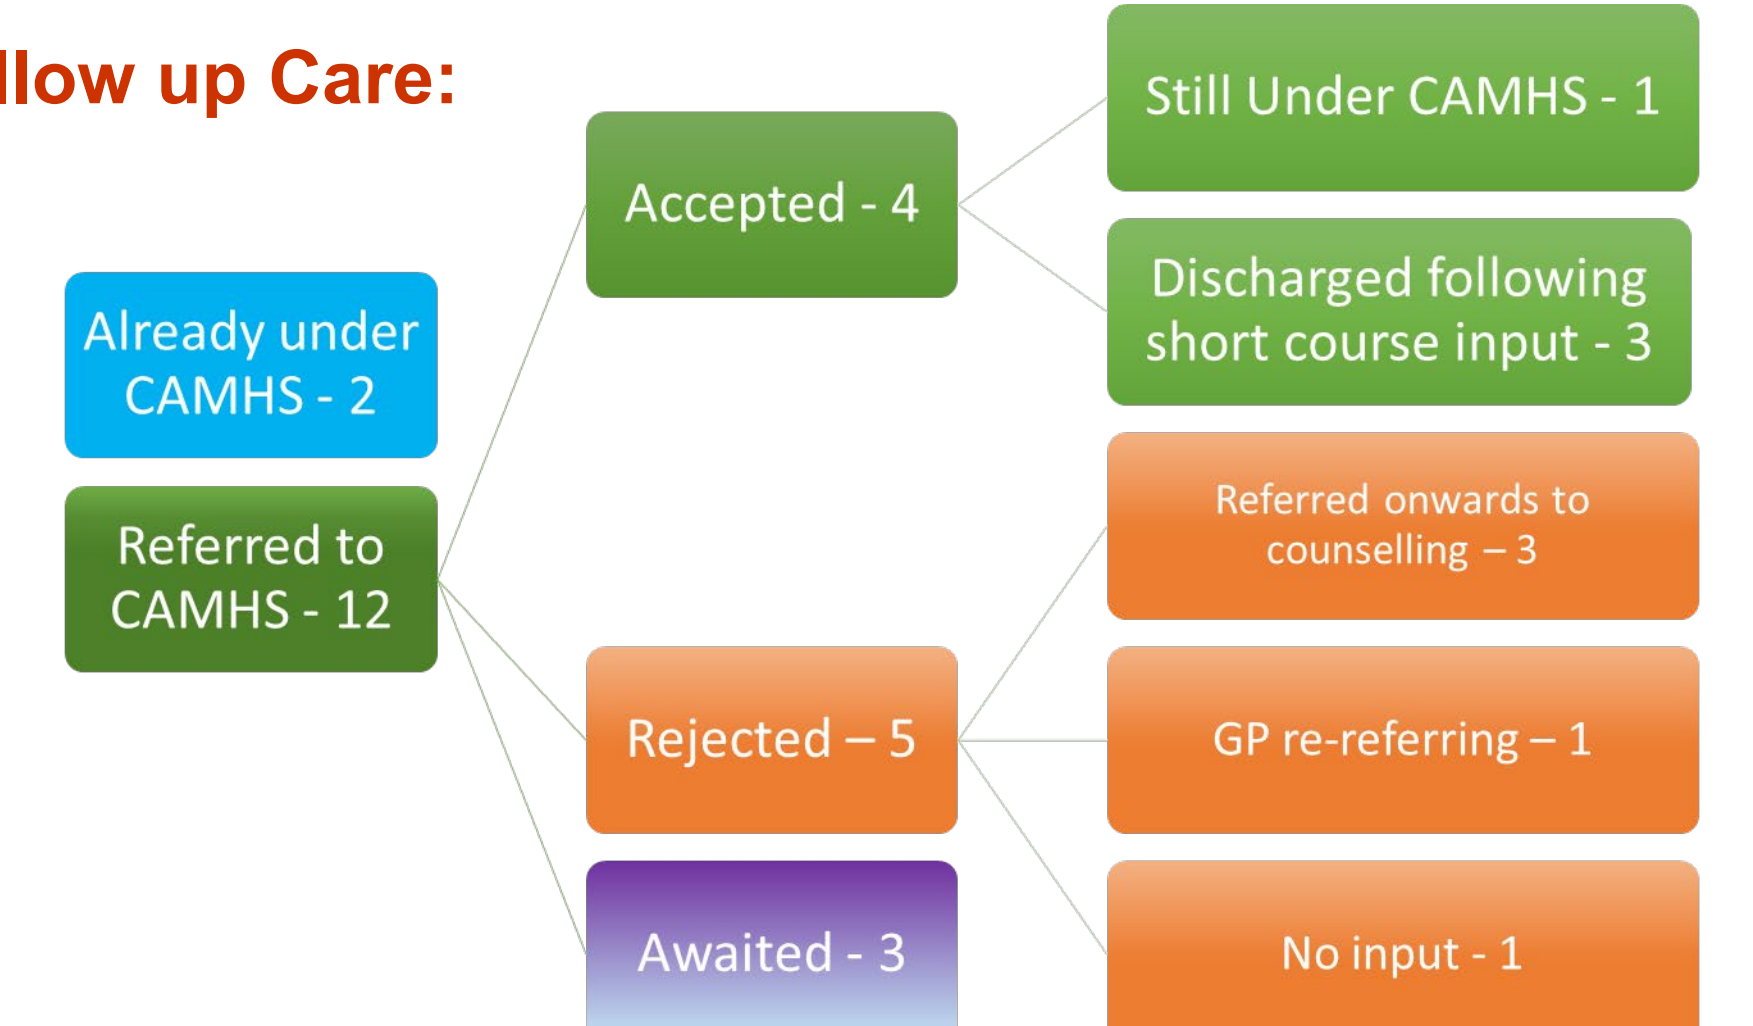 llow up Care:
Already under
CAMHS - 2
Referred to
CAMHS - 12
Accepted - 4
Rejected – 5
Awaited - 3
Still Under CAMHS - 1
Discharged following
short course input - 3
Referred onwards to
counselling – 3
GP re-referring – 1
No input - 1